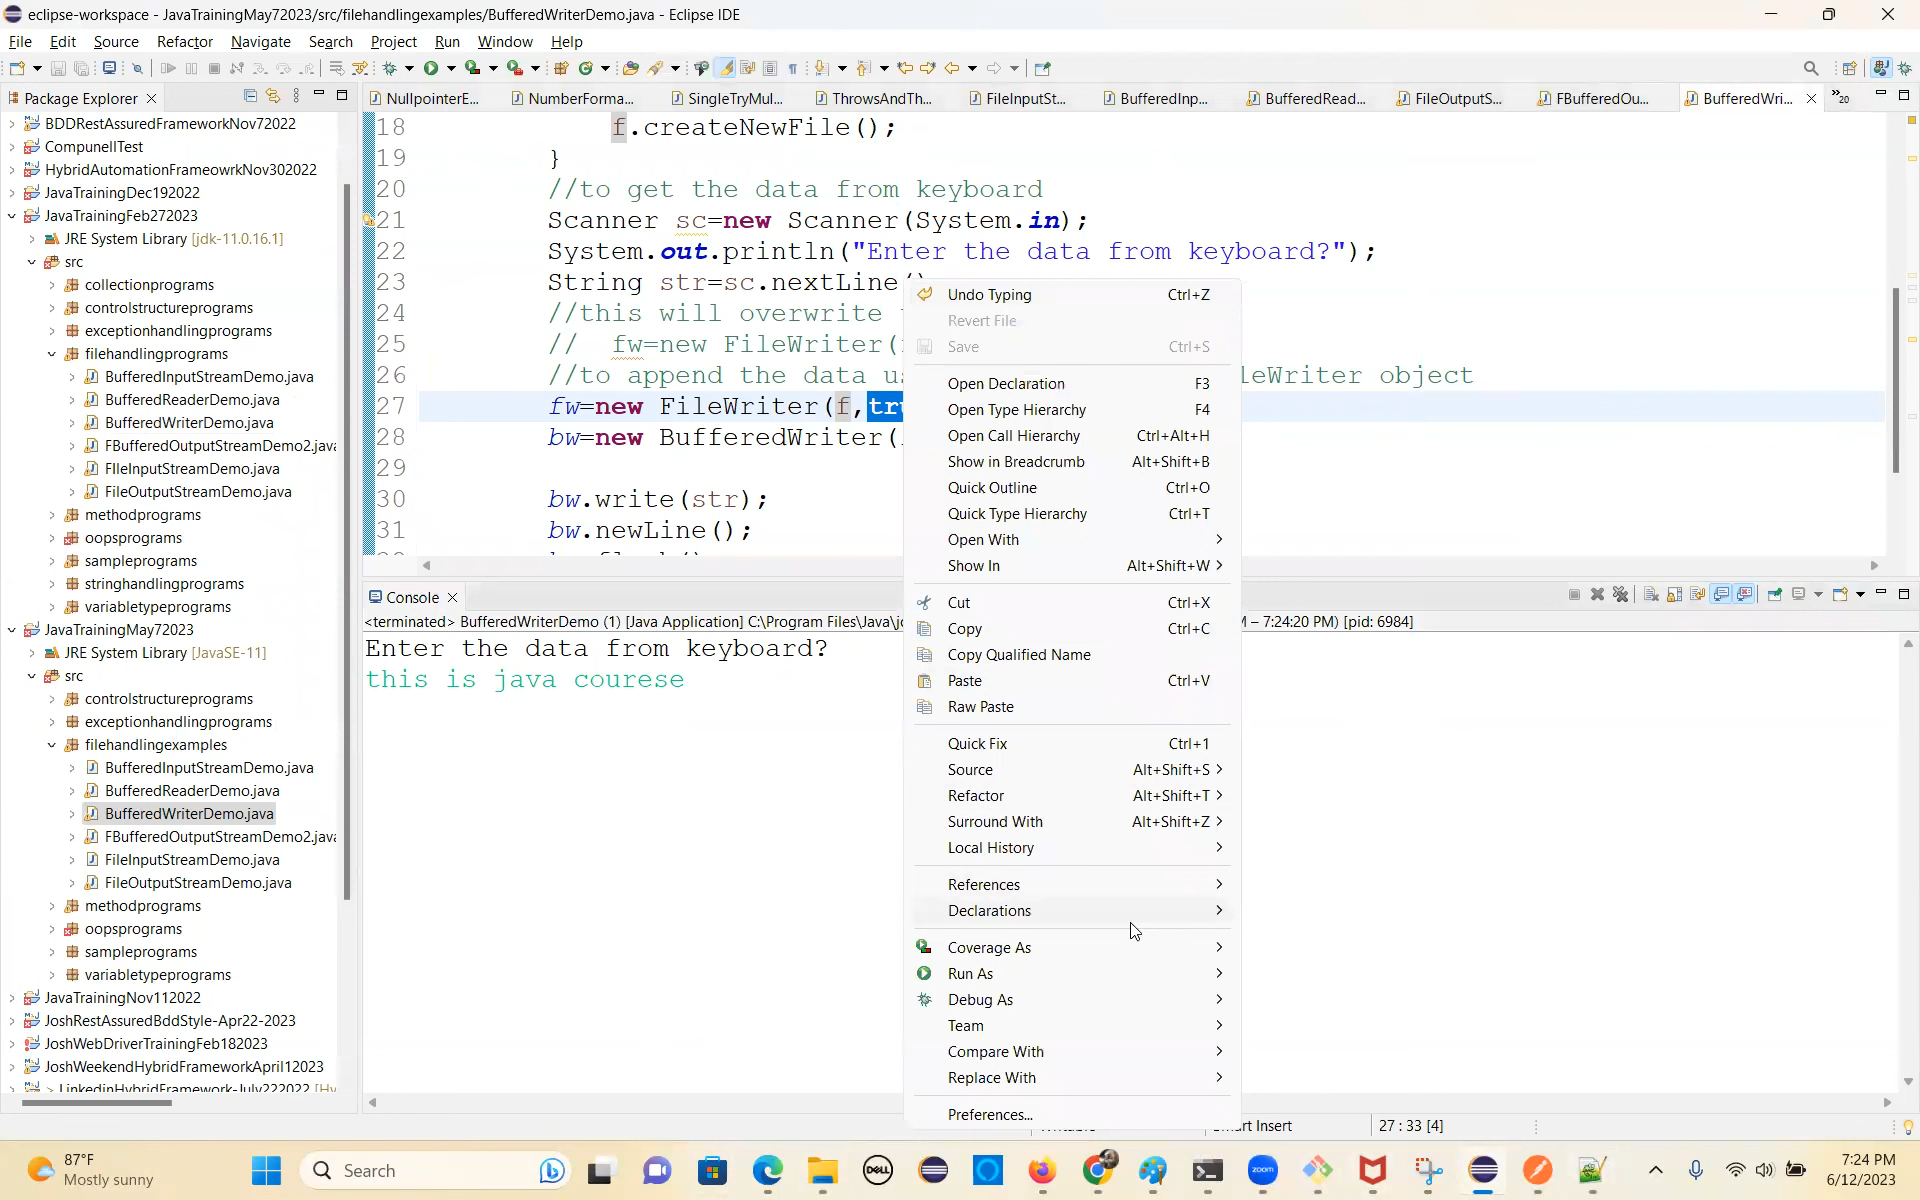 eclipse-workspace - JavaTrainingMay72023/src/filehandlingexamples/BufferedWriterDemo.java - Eclipse IDE
File Edit Source Refactor Navigate Search Project Run Window Help
Package Explorer
NullpointerE... NumberForma... SingleTryMul... ThrowsAndTh... FileInputSt... BufferedInp... BufferedRead... FileOutputS... FBufferedOu... BufferedWri... »20
BDDRestAssuredFrameworkNov72022
CompunellTest
HybridAutomationFrameowrkNov302022
JavaTrainingDec192022
JavaTrainingFeb272023
JRE System Library [jdk-11.0.16.1]
src
collectionprograms
controlstructureprograms
exceptionhandlingprograms
filehandlingprograms
BufferedInputStreamDemo.java
BufferedReaderDemo.java
BufferedWriterDemo.java
FBufferedOutputStreamDemo2.java
FIleInputStreamDemo.java
FileOutputStreamDemo.java
methodprograms
oopsprograms
sampleprograms
stringhandlingprograms
variabletypeprograms
JavaTrainingMay72023
JRE System Library [JavaSE-11]
src
controlstructureprograms
exceptionhandlingprograms
filehandlingexamples
BufferedInputStreamDemo.java
BufferedReaderDemo.java
BufferedWriterDemo.java
FBufferedOutputStreamDemo2.java
FileInputStreamDemo.java
FileOutputStreamDemo.java
methodprograms
oopsprograms
sampleprograms
variabletypeprograms
JavaTrainingNov112022
JoshRestAssuredBddStyle-Apr22-2023
JoshWebDriverTrainingFeb182023
JoshWeekendHybridFrameworkApril12023
> LinkedinHybridFramework-July222022 [Hy
18 f.createNewFile();
19 }
20 //to get the data from keyboard
21 Scanner sc=new Scanner(System.in);
22 System.out.println("Enter the data from keyboard?");
23 String str=sc.nextLine()
24 //this will overwrite
25 // fw=new FileWriter(
26 //to append the data us leWriter object
27 fw=new FileWriter(f,tru
28 bw=new BufferedWriter(
29
30 bw.write(str);
31 bw.newLine();
Undo Typing Ctrl+Z
Revert File
Save Ctrl+S
Open Declaration F3
Open Type Hierarchy F4
Open Call Hierarchy Ctrl+Alt+H
Show in Breadcrumb Alt+Shift+B
Quick Outline Ctrl+O
Quick Type Hierarchy Ctrl+T
Open With
Show In Alt+Shift+W
Cut Ctrl+X
Copy Ctrl+C
Copy Qualified Name
Paste Ctrl+V
Raw Paste
Quick Fix Ctrl+1
Source Alt+Shift+S
Refactor Alt+Shift+T
Surround With Alt+Shift+Z
Local History
References
Declarations
Coverage As
Run As
Debug As
Team
Compare With
Replace With
Preferences...
Console
<terminated> BufferedWriterDemo (1) [Java Application] C:\Program Files\Java\j – 7:24:20 PM) [pid: 6984]
Enter the data from keyboard?
this is java courese
rt Insert 27 : 33 [4]
87°F
Mostly sunny
Search
DELL
zoom
7:24 PM
6/12/2023